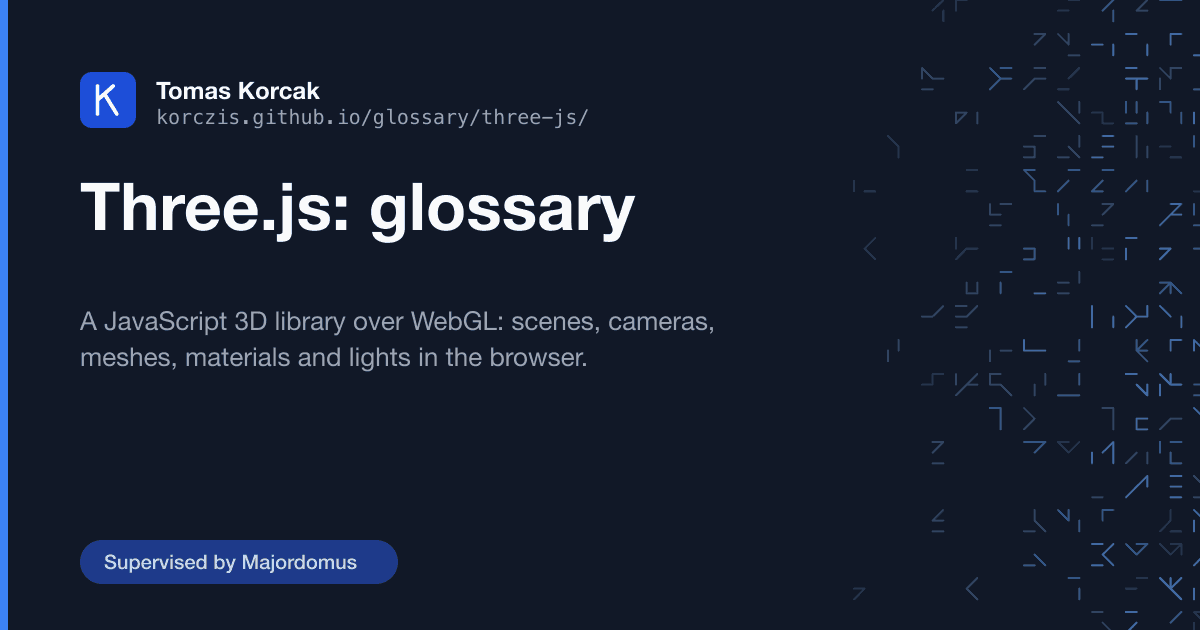 K
Tomas Korcak
korczis.github.io/glossary/three-js/
Three.js: glossary
A JavaScript 3D library over WebGL: scenes, cameras,
meshes, materials and lights in the browser.
Supervised by Majordomus